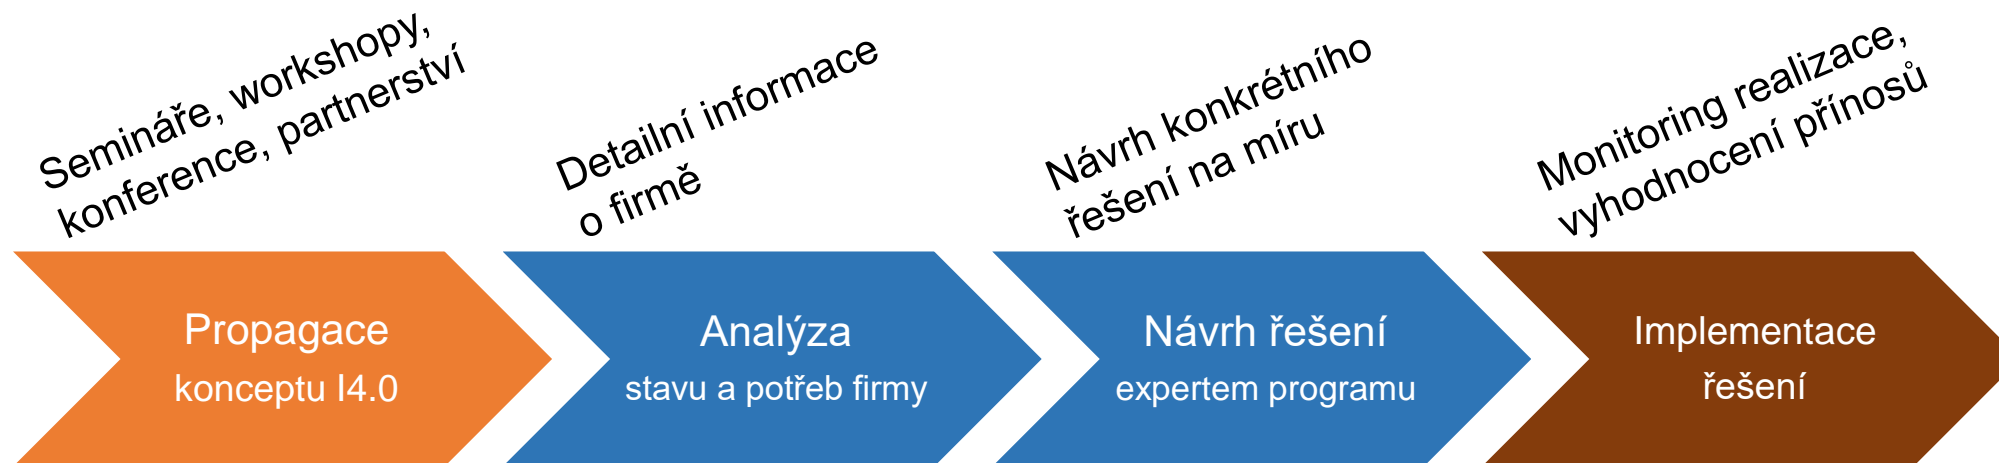 Semináře, workshopy,
konference, partnerství
Detailní informace
o firmě
Návrh konkrétního
řešení na míru
Monitoring realizace,
vyhodnocení přínosů
Propagace
konceptu I4.0
Analýza
stavu a potřeb firmy
Návrh řešení
expertem programu
Implementace
řešení